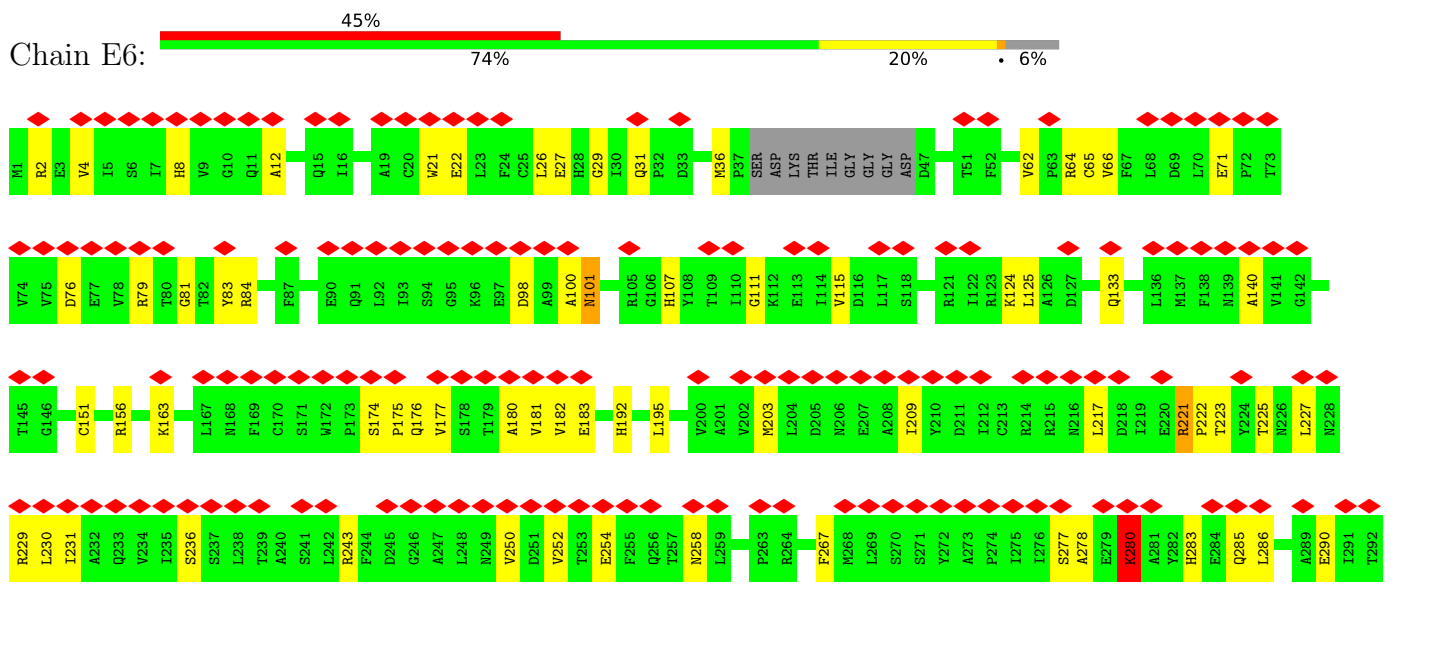 45%
Chain E6:
74% 20% • 6%
M1 R2 E3 V4 I5 S6 I7 H8 V9 G10 Q11 A12 Q15 I16 A19 C20 W21 E22 L23 F24 C25 L26 E27 H28 G29 I30 Q31 P32 D33 M36 P37 SER ASP LYS THR ILE GLY GLY GLY ASP D47 T51 F52 V62 P63 R64 C65 V66 F67 L68 D69 L70 E71 P72 T73
V74 V75 D76 E77 V78 R79 T80 G81 T82 Y83 R84 F87 E90 Q91 L92 I93 S94 G95 K96 E97 D98 A99 A100 N101 R105 G106 H107 Y108 T109 I110 G111 K112 E113 I114 V115 D116 L117 S118 R121 I122 R123 K124 L125 A126 D127 Q133 L136 M137 F138 N139 A140 V141 G142
T145 G146 C151 R156 K163 L167 N168 F169 C170 S171 W172 P173 S174 P175 Q176 V177 S178 T179 A180 V181 V182 E183 H192 L195 V200 A201 V202 M203 L204 D205 N206 E207 A208 I209 Y210 D211 I212 C213 R214 R215 N216 L217 D218 I219 E220 R221 P222 T223 Y224 T225 N226 L227 N228
R229 L230 I231 A232 Q233 V234 I235 S236 S237 L238 T239 A240 S241 L242 R243 F244 D245 G246 A247 L248 N249 V250 D251 V252 T253 E254 F255 Q256 T257 N258 L259 P263 R264 F267 M268 L269 S270 S271 Y272 A273 P274 I275 I276 S277 A278 E279 K280 A281 Y282 H283 E284 Q285 L286 A289 E290 I291 T292